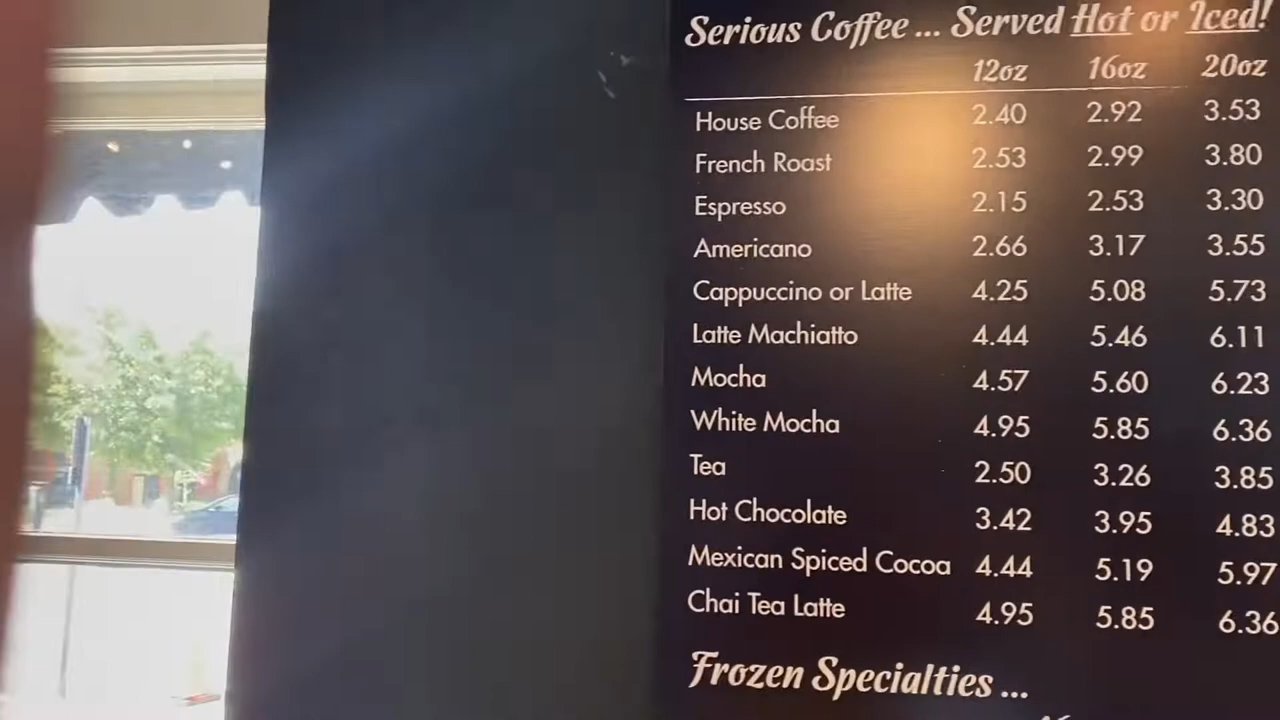 Serious Coffee ... Served Hot or Iced!
12oz 16oz 20oz
House Coffee 2.40 2.92 3.53
French Roast 2.53 2.99 3.80
Espresso 2.15 2.53 3.30
Americano 2.66 3.17 3.55
Cappuccino or Latte 4.25 5.08 5.73
Latte Machiatto 4.44 5.46 6.11
Mocha 4.57 5.60 6.23
White Mocha 4.95 5.85 6.36
Tea 2.50 3.26 3.85
Hot Chocolate 3.42 3.95 4.83
Mexican Spiced Cocoa 4.44 5.19 5.97
Chai Tea Latte 4.95 5.85 6.36
Frozen Specialties ...